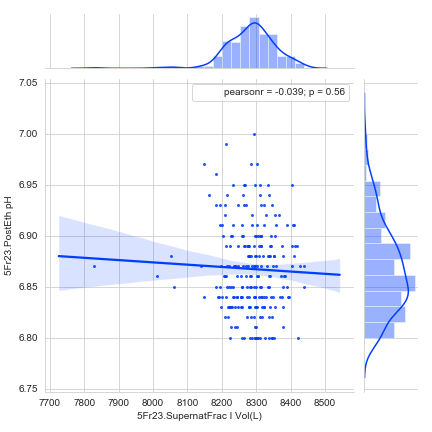 pearsonr = -0.039; p = 0.56
7.05
7.00
6.95
6.90
6.85
6.80
6.75
5Fr23.PostEth pH
7700 7800 7900 8000 8100 8200 8300 8400 8500
5Fr23.SupernatFrac I Vol(L)